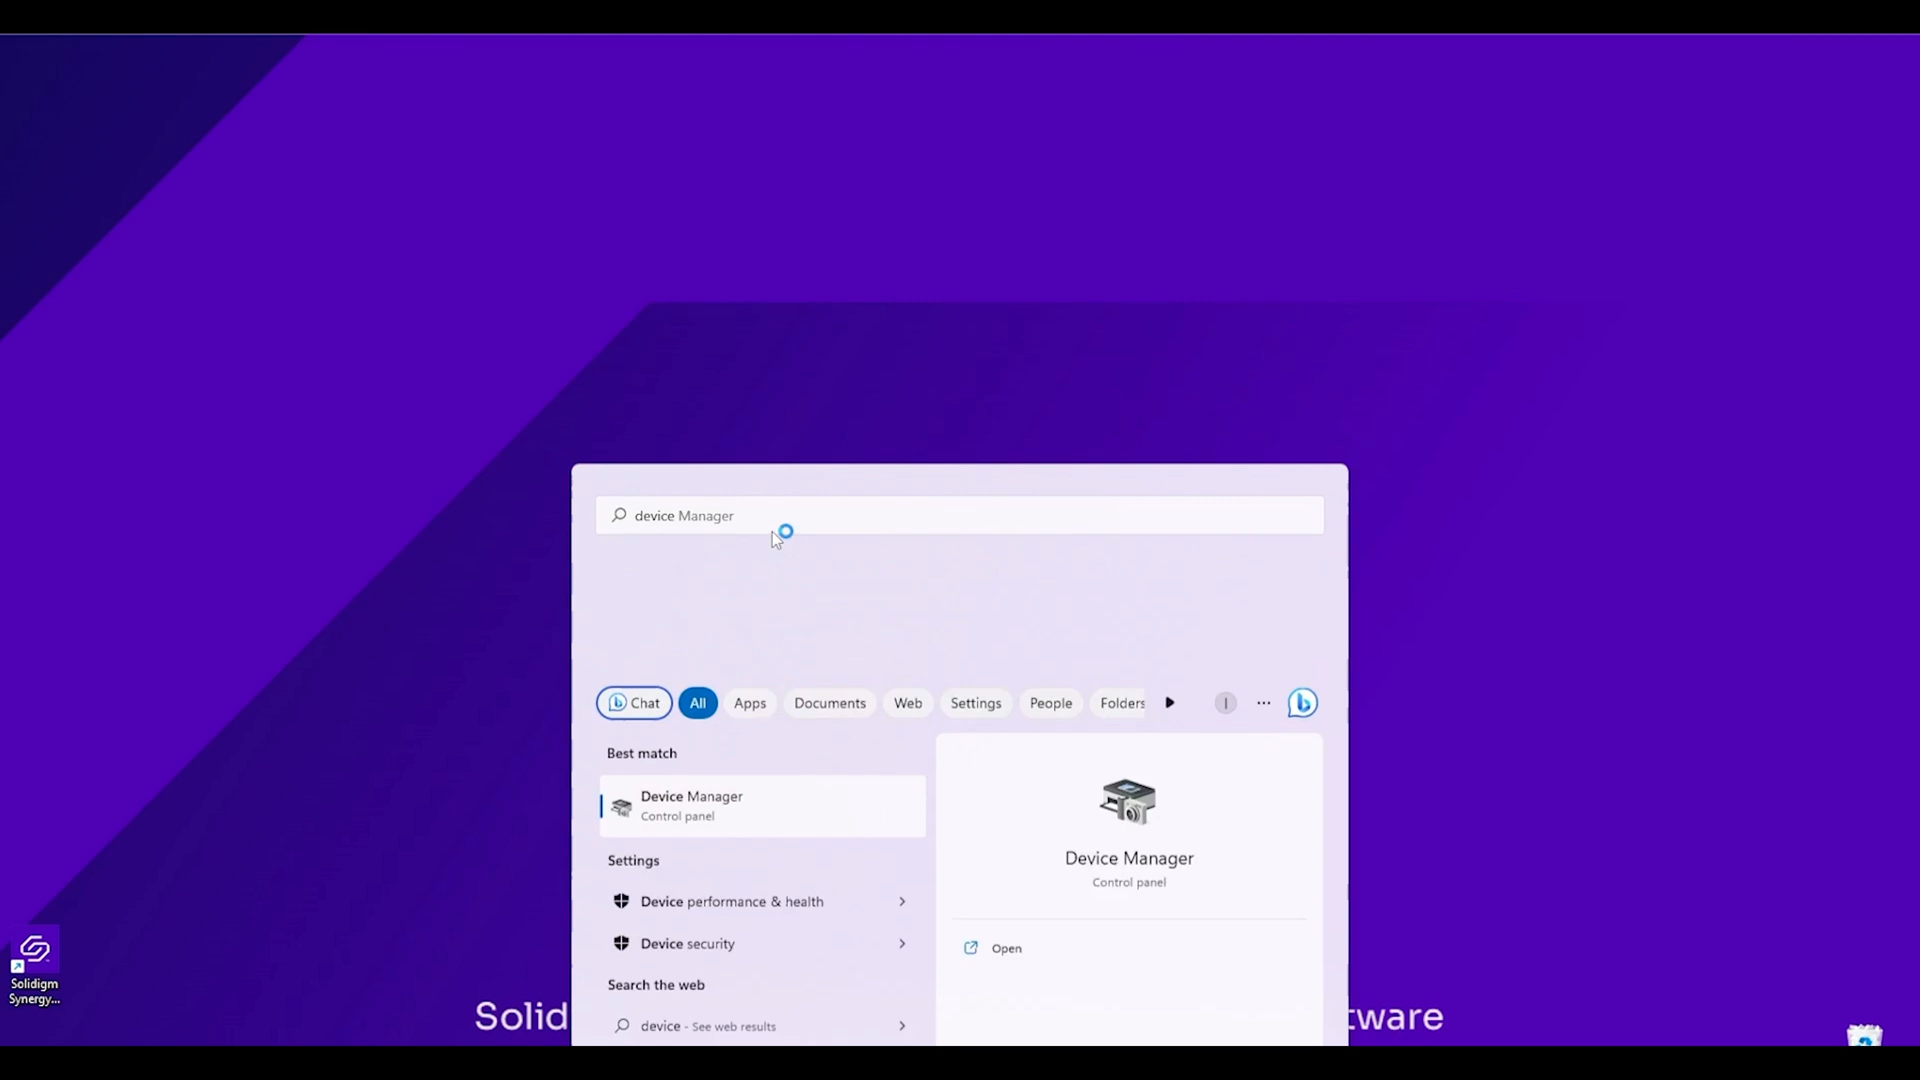 device Manager
Chat All Apps Documents Web Settings People Folders
Best match
Device Manager
Control panel
Settings
Device performance & health
Device security
Search the web
device - See web results
Device Manager
Control panel
Open
Solidigm
Synergy...
Solid
tware